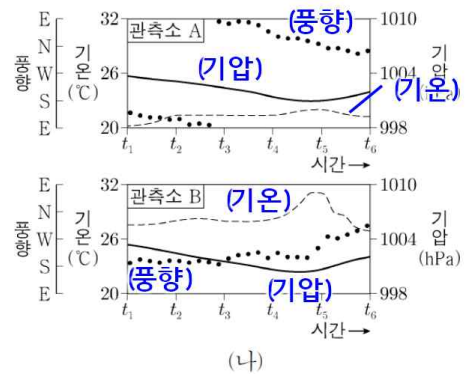 관측소 A
(풍향)
(기압)
(기온)
E
N
W
S
E
풍향
기온
(℃)
32
26
20
1010
1004
998
기압
(hPa)
t1 t2 t3 t4 t5 t6
시간→
관측소 B
(기온)
(풍향)
(기압)
E
N
W
S
E
풍향
기온
(℃)
32
26
20
1010
1004
998
기압
(hPa)
t1 t2 t3 t4 t5 t6
시간→
(나)